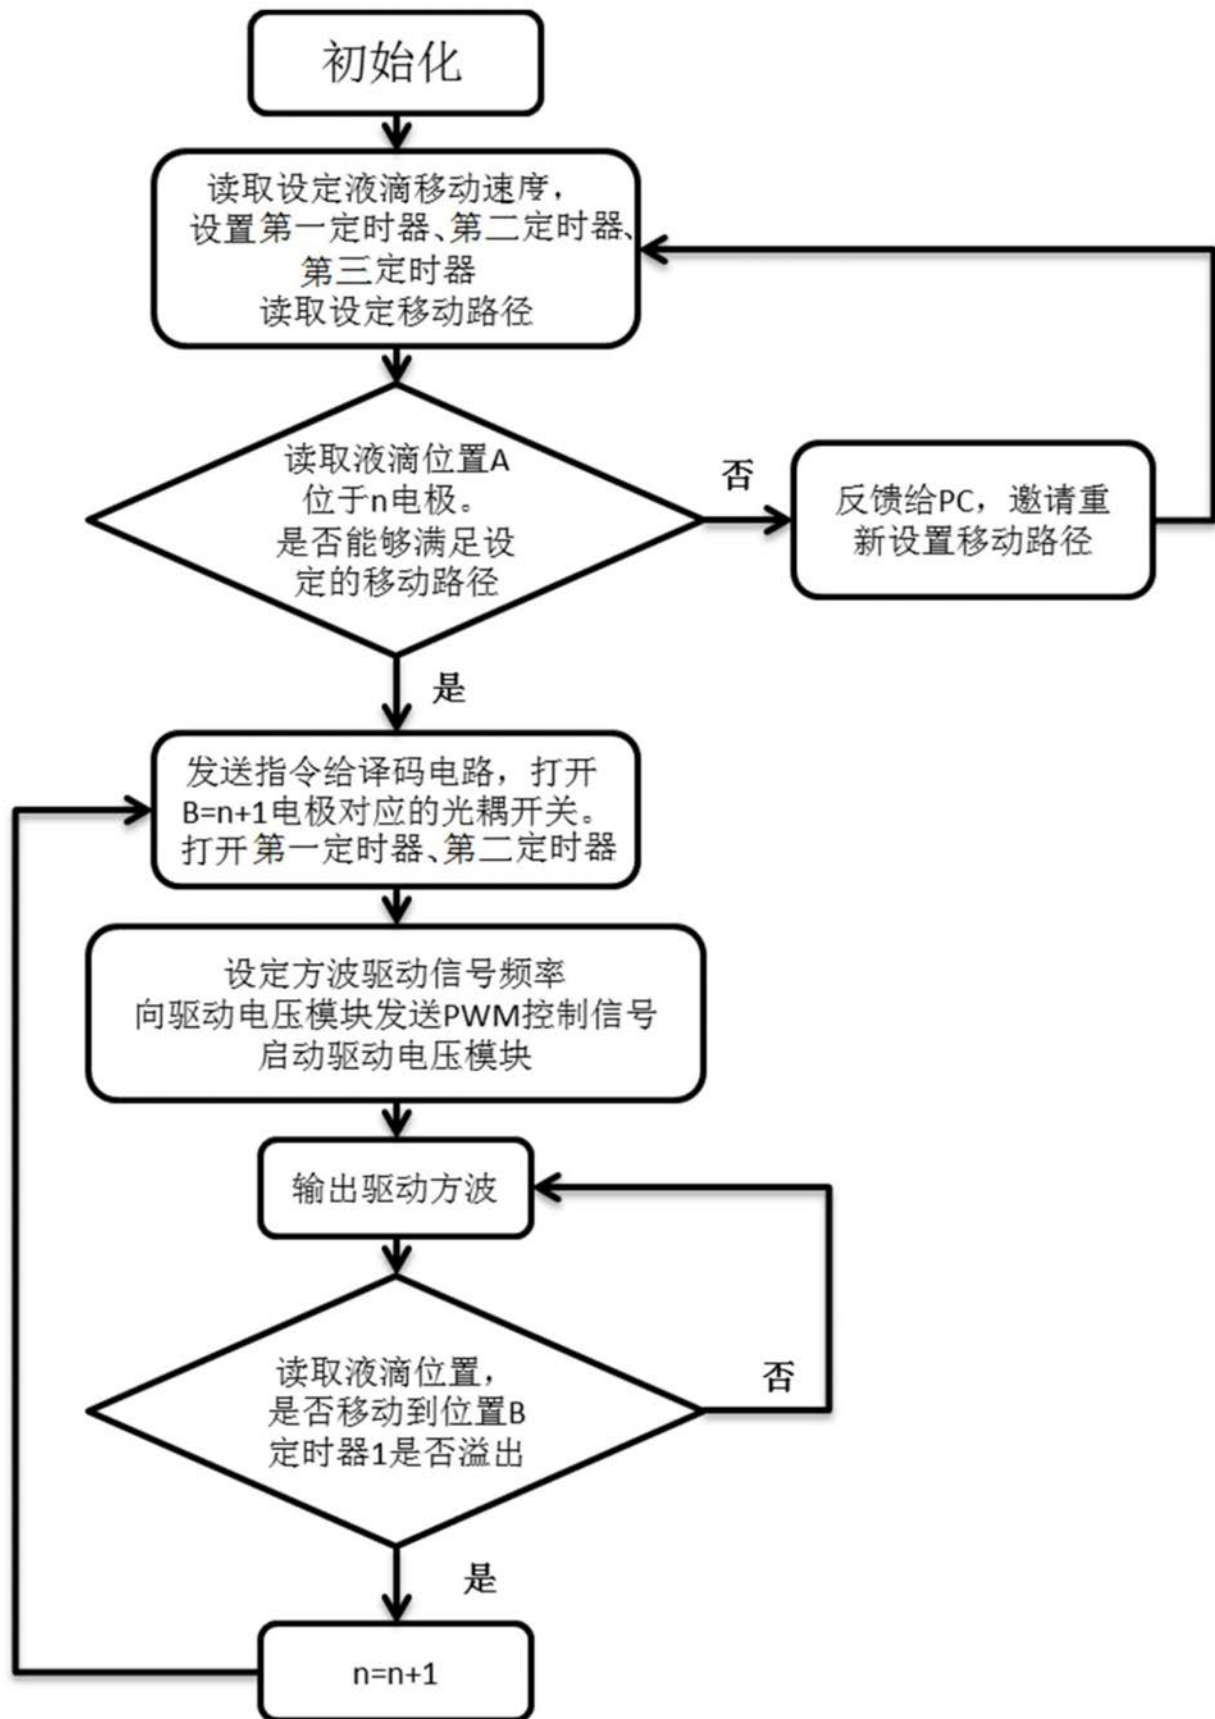 初始化
读取设定液滴移动速度，
设置第一定时器、第二定时器、
第三定时器
读取设定移动路径
读取液滴位置A
位于n电极。
是否能够满足设
定的移动路径
否
反馈给PC，邀请重
新设置移动路径
是
发送指令给译码电路，打开
B=n+1电极对应的光耦开关。
打开第一定时器、第二定时器
设定方波驱动信号频率
向驱动电压模块发送PWM控制信号
启动驱动电压模块
输出驱动方波
读取液滴位置，
是否移动到位置B
定时器1是否溢出
否
是
n=n+1